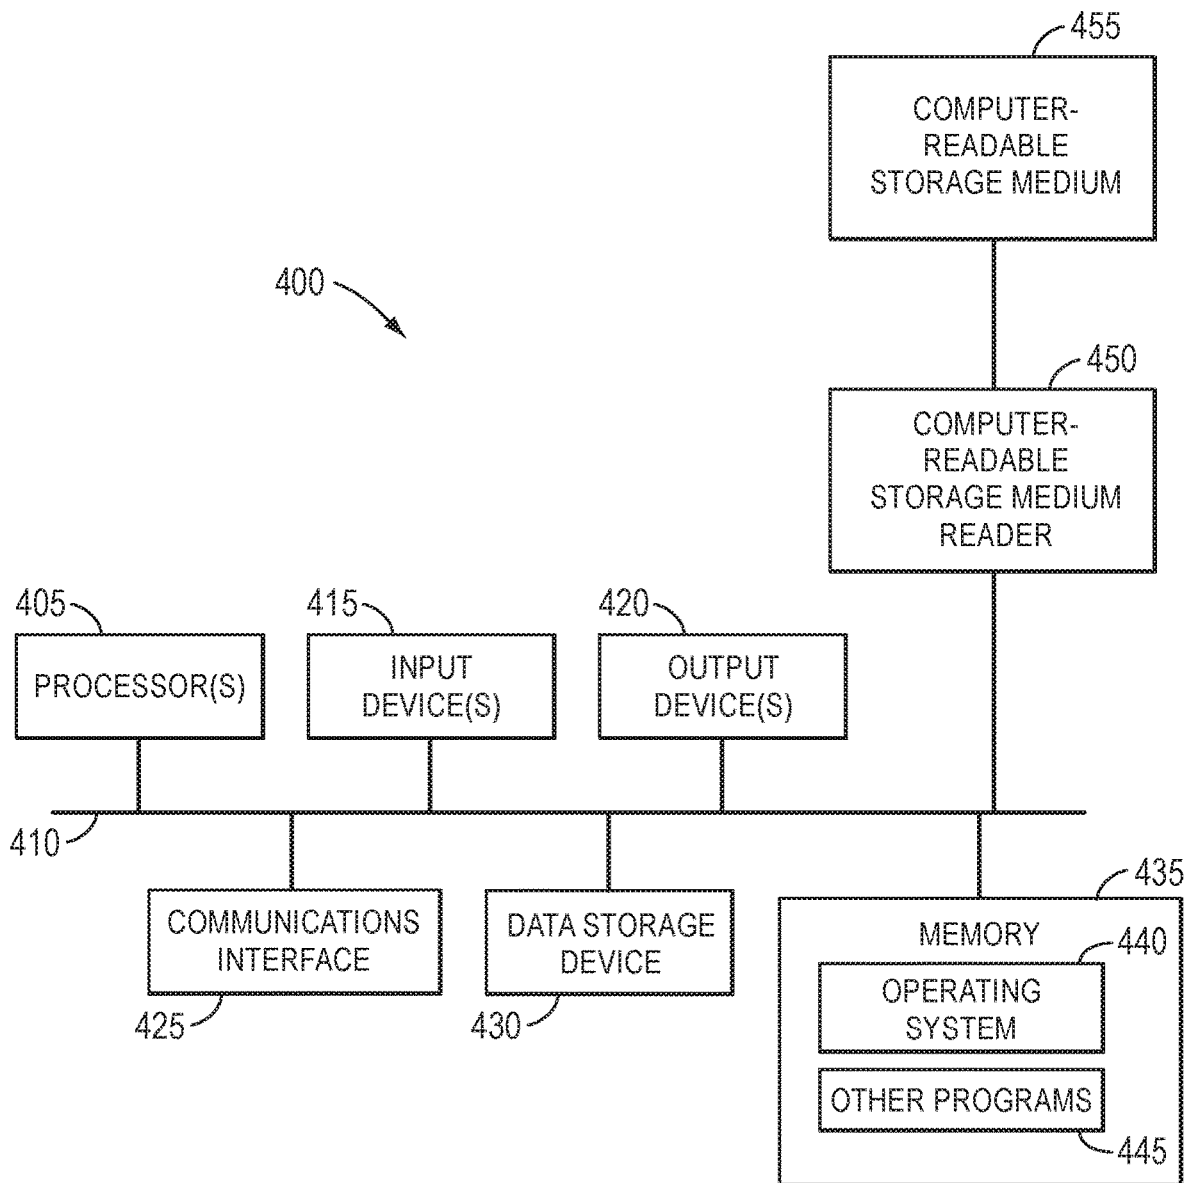 455
COMPUTER-
READABLE
STORAGE MEDIUM
400
450
COMPUTER-
READABLE
STORAGE MEDIUM
READER
405
PROCESSOR(S)
415
INPUT
DEVICE(S)
420
OUTPUT
DEVICE(S)
410
COMMUNICATIONS
INTERFACE
425
DATA STORAGE
DEVICE
430
435
MEMORY
440
OPERATING
SYSTEM
OTHER PROGRAMS
445